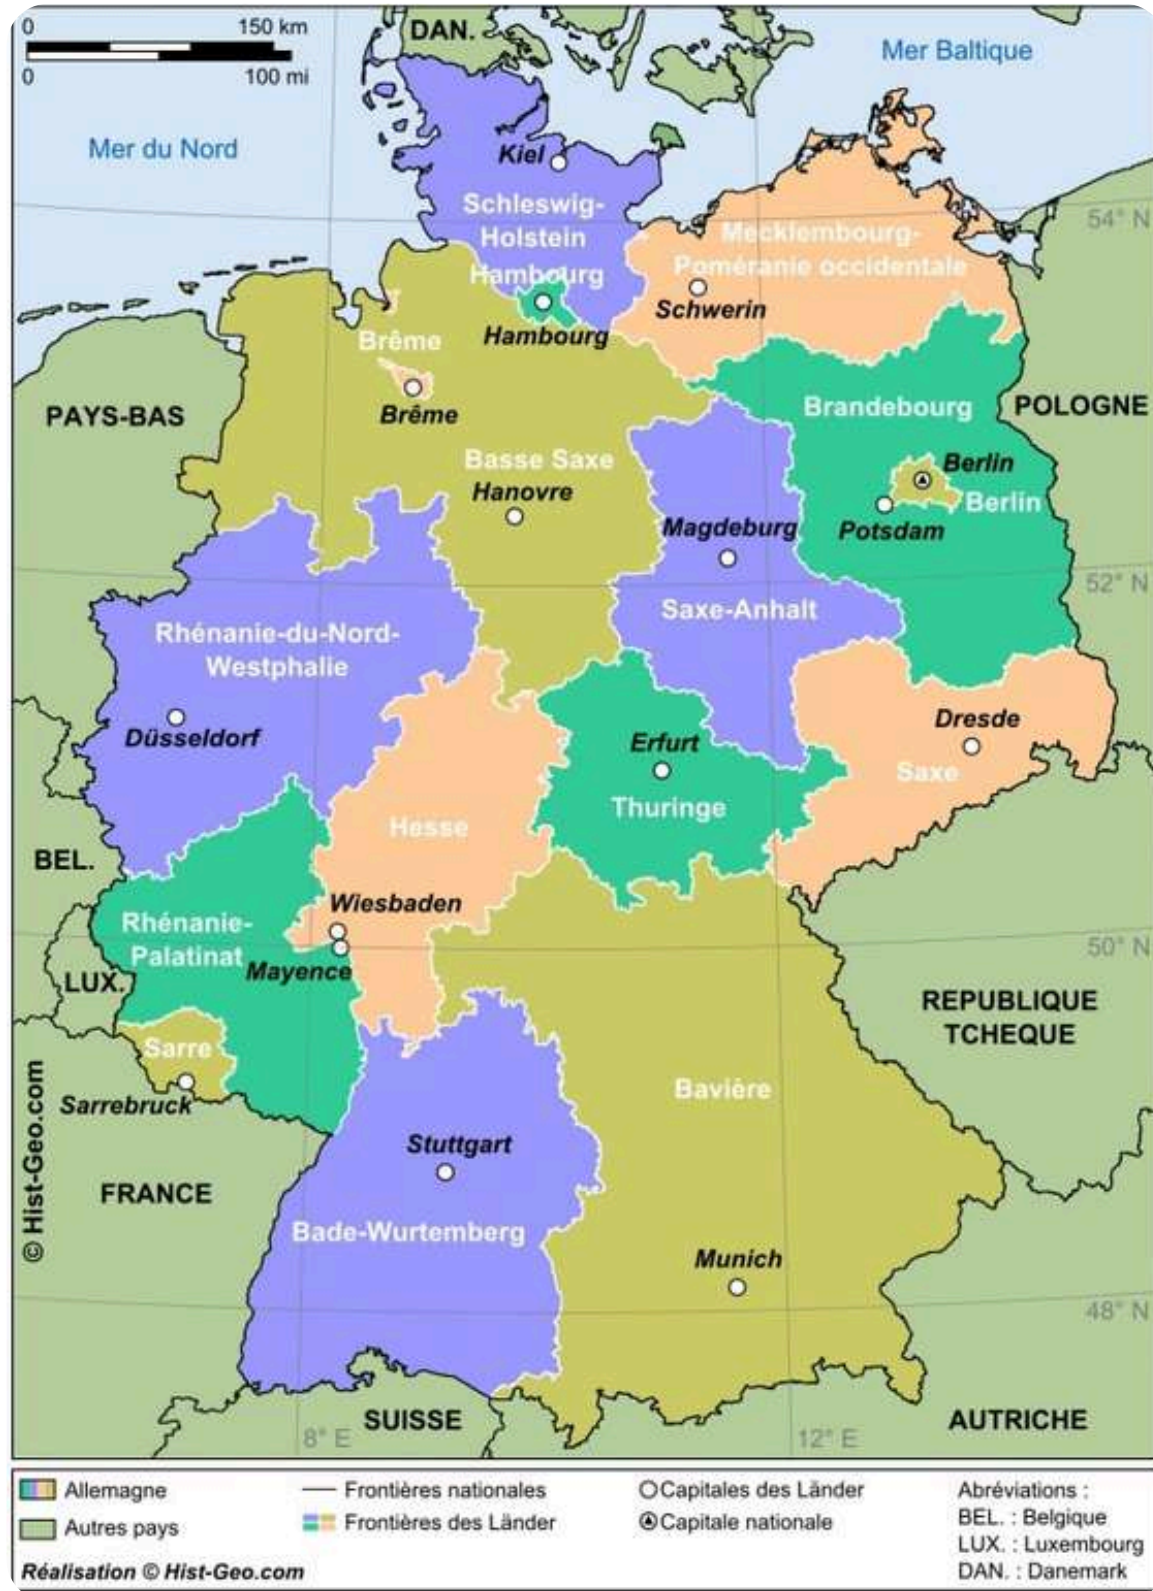 0 150 km
0 100 mi
DAN.
Mer Baltique
Mer du Nord
Kiel
Schleswig-
Holstein
54° N
Mecklembourg-
Poméranie occidentale
Hambourg
Schwerin
Hambourg
Brême
Brême
PAYS-BAS
Brandebourg
POLOGNE
Basse Saxe
Hanovre
Berlin
Berlin
Magdeburg
Potsdam
52° N
Saxe-Anhalt
Rhénanie-du-Nord-
Westphalie
Düsseldorf
Dresde
Erfurt
Saxe
Thuringe
Hesse
BEL.
Wiesbaden
Rhénanie-
Palatinat
50° N
Mayence
LUX.
REPUBLIQUE
TCHEQUE
Sarre
Bavière
Sarrebruck
Stuttgart
FRANCE
© Hist-Geo.com
Bade-Wurtemberg
Munich
48° N
SUISSE
AUTRICHE
8° E
12° E
Allemagne
Autres pays
Réalisation © Hist-Geo.com
Frontières nationales
Frontières des Länder
Capitales des Länder
Capitale nationale
Abréviations :
BEL. : Belgique
LUX. : Luxembourg
DAN. : Danemark